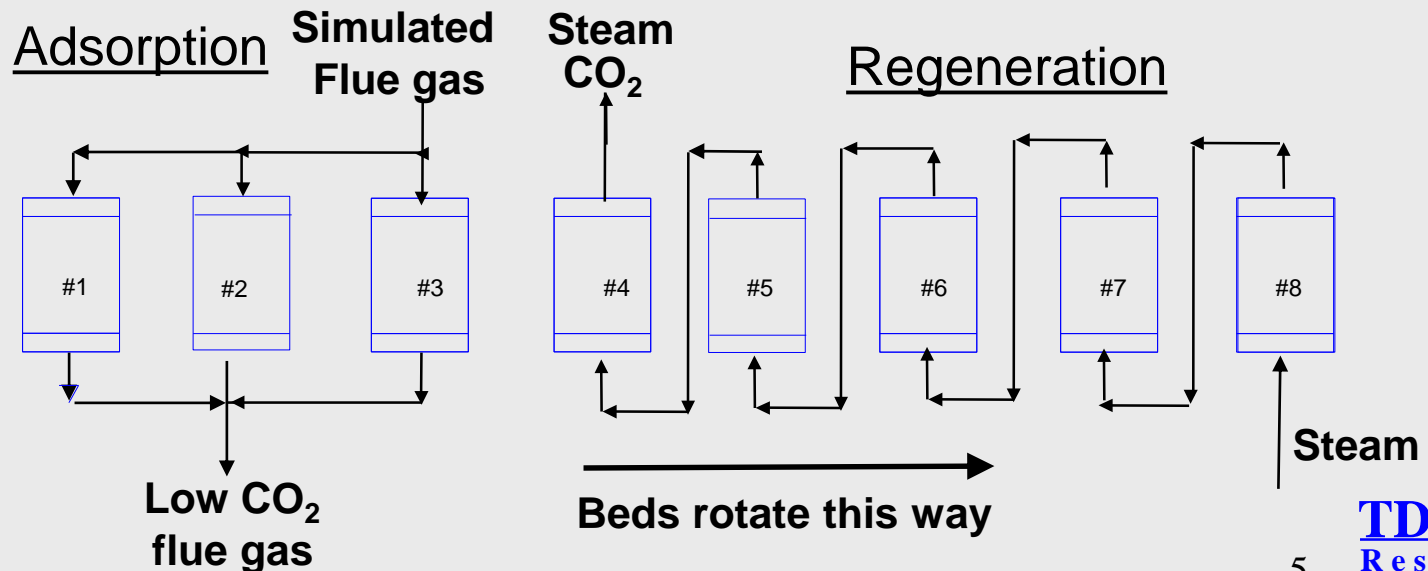 Adsorption
Simulated
Flue gas
Steam
CO₂
Regeneration
#1
#2
#3
#4
#5
#6
#7
#8
Steam
Low CO₂
flue gas
Beds rotate this way
TD
Res
5